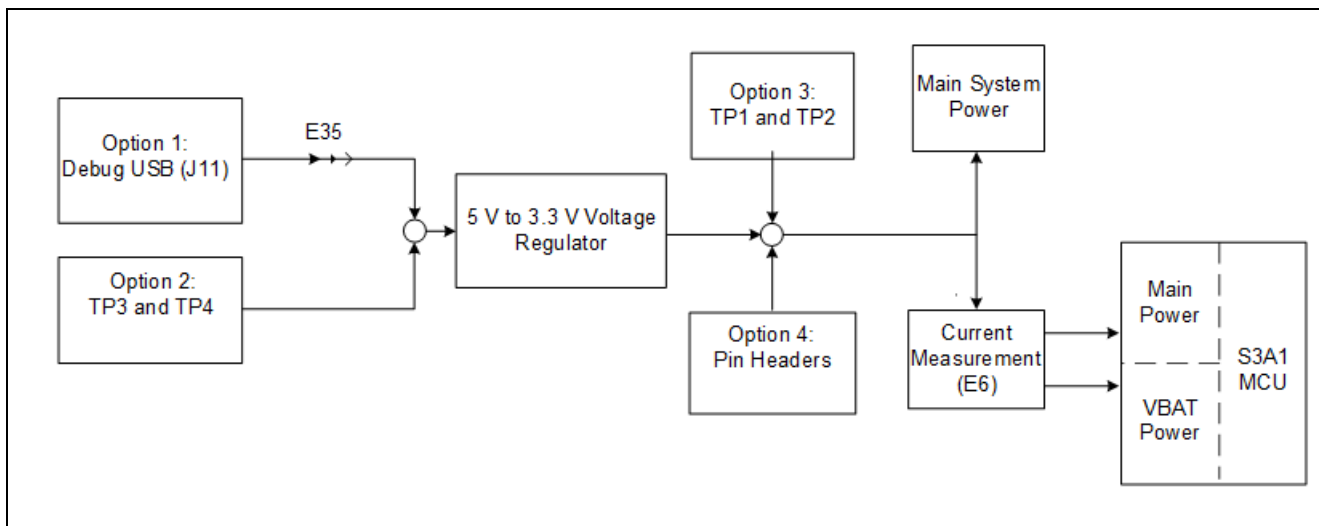 Option 1:
Debug USB (J11)
E35
Option 2:
TP3 and TP4
5 V to 3.3 V Voltage
Regulator
Option 3:
TP1 and TP2
Option 4:
Pin Headers
Main System
Power
Current
Measurement
(E6)
Main
Power
VBAT
Power
S3A1
MCU